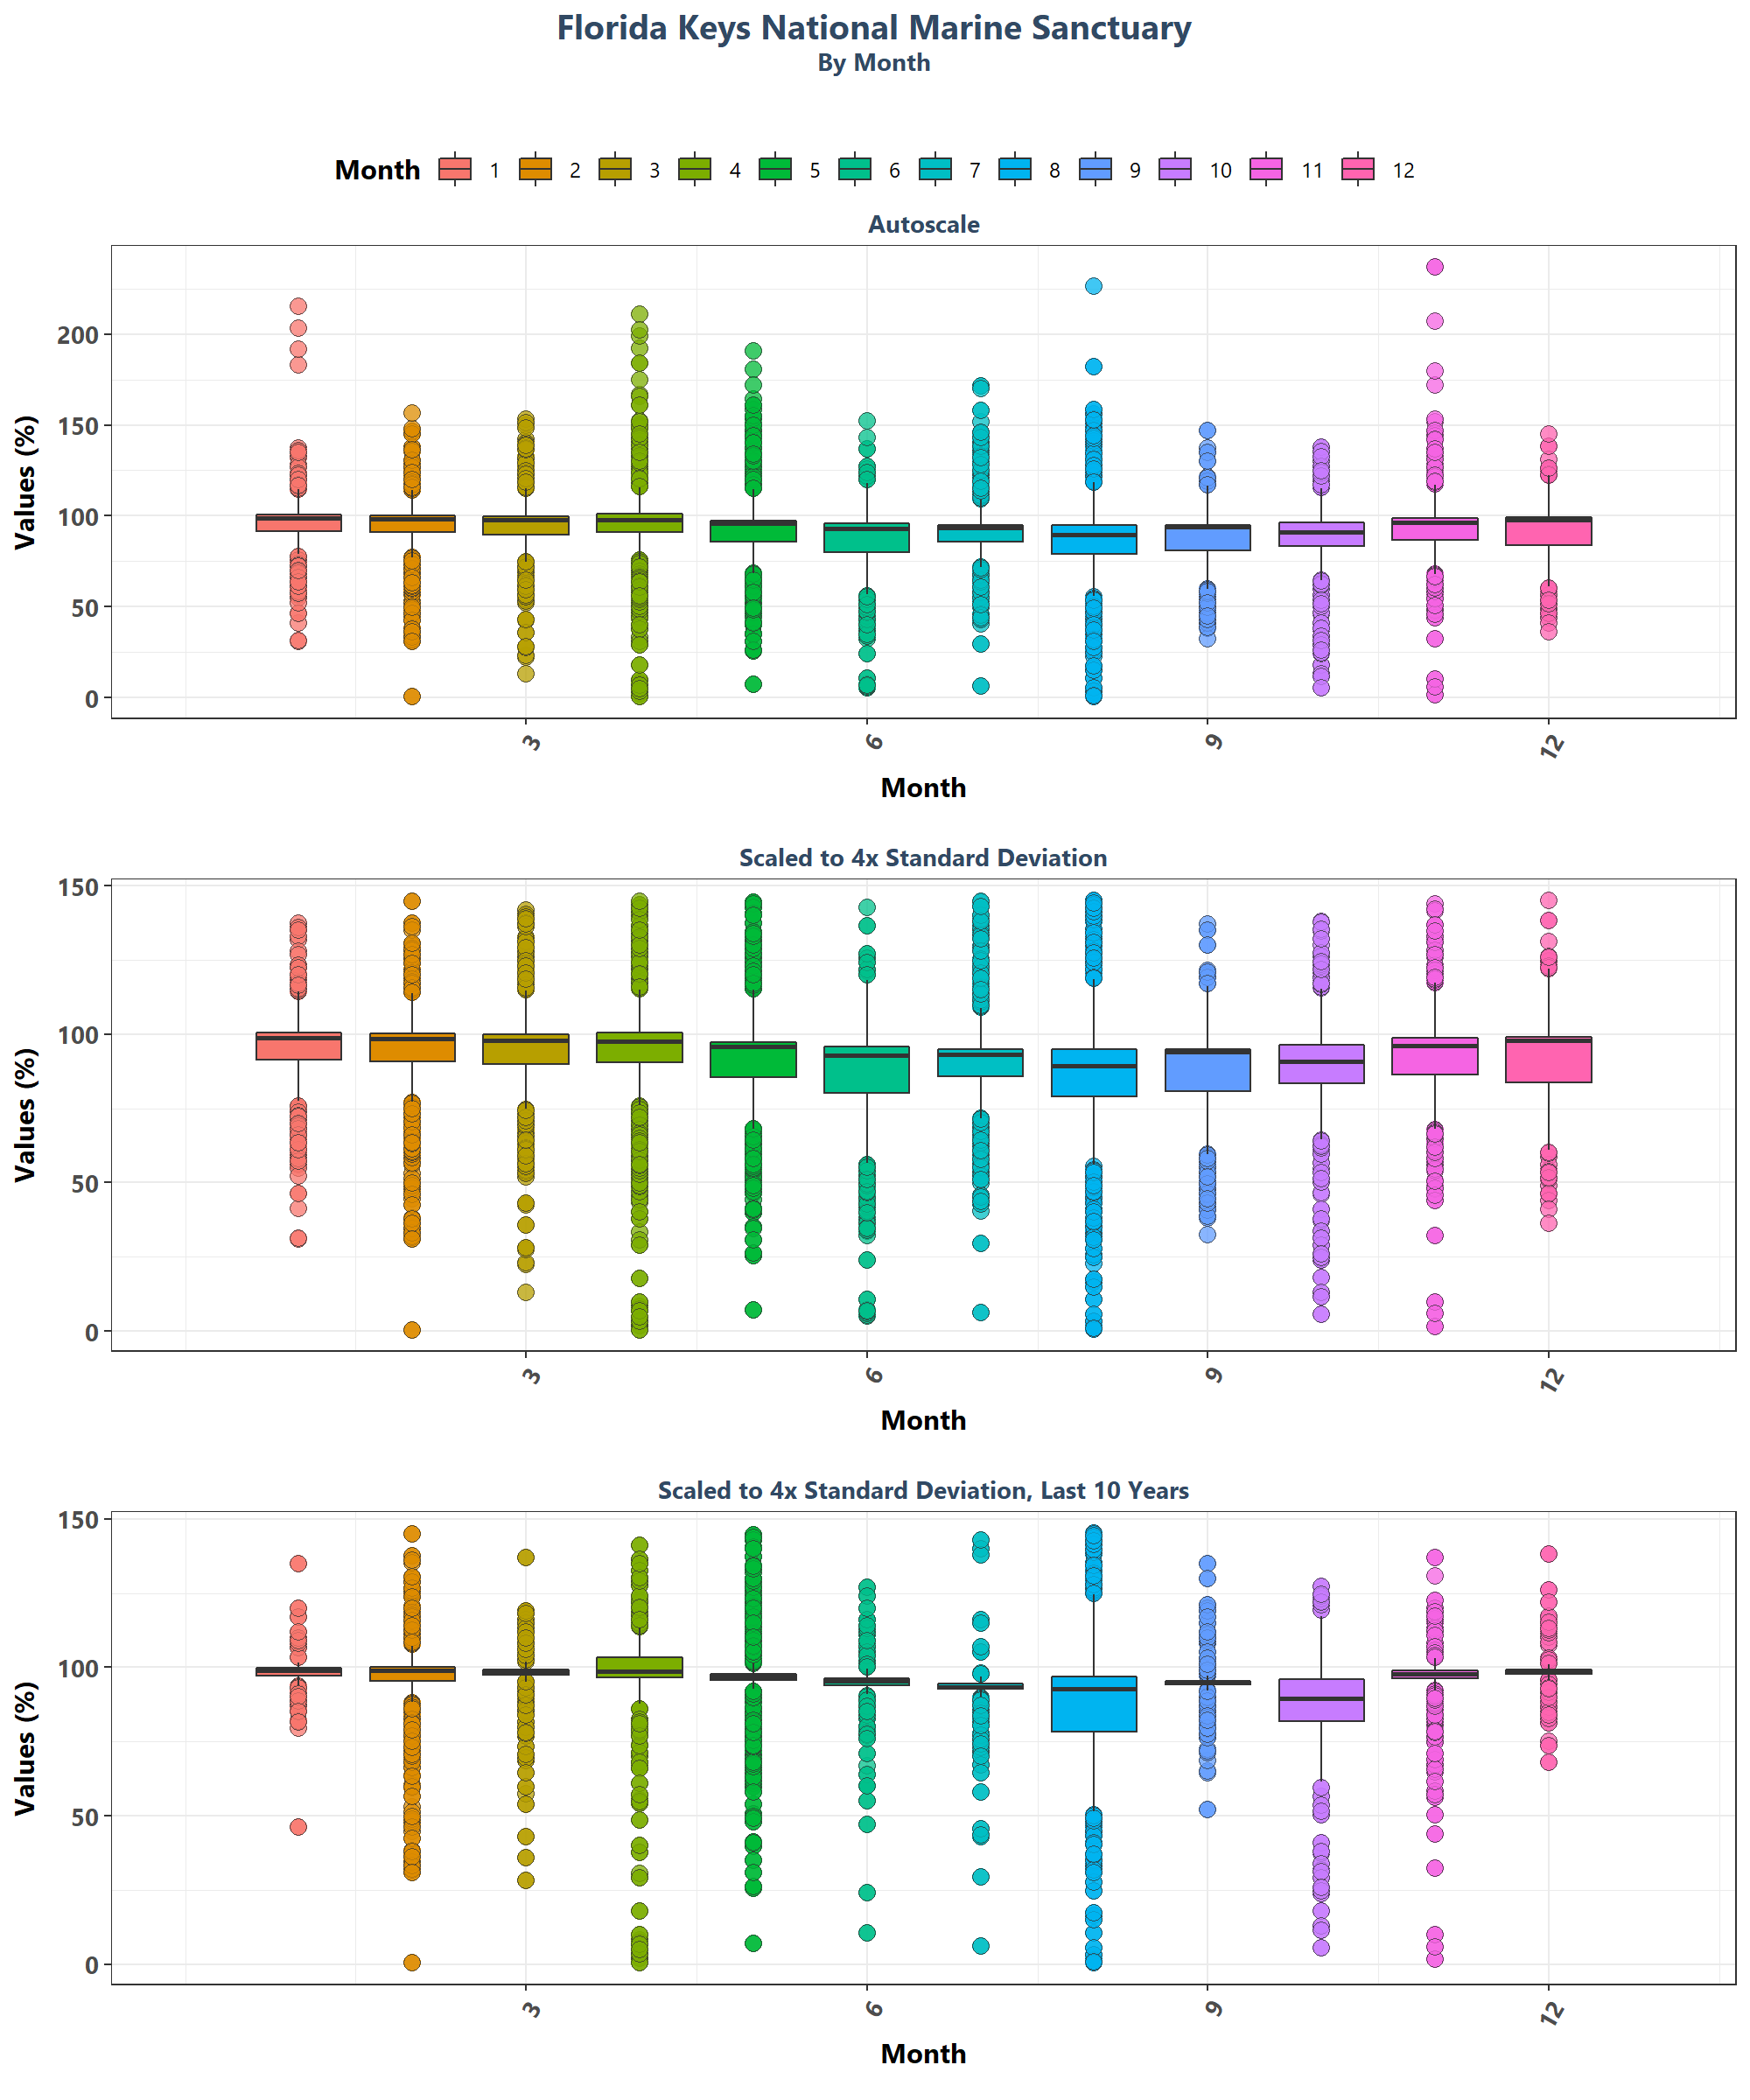 Florida Keys National Marine Sanctuary
By Month
Month 1 2 3 4 5 6 7 8 9 10 11 12
Autoscale
Values (%)
200
150
100
50
0
3 6 9 12
Month
Scaled to 4x Standard Deviation
Values (%)
150
100
50
0
3 6 9 12
Month
Scaled to 4x Standard Deviation, Last 10 Years
Values (%)
150
100
50
0
3 6 9 12
Month